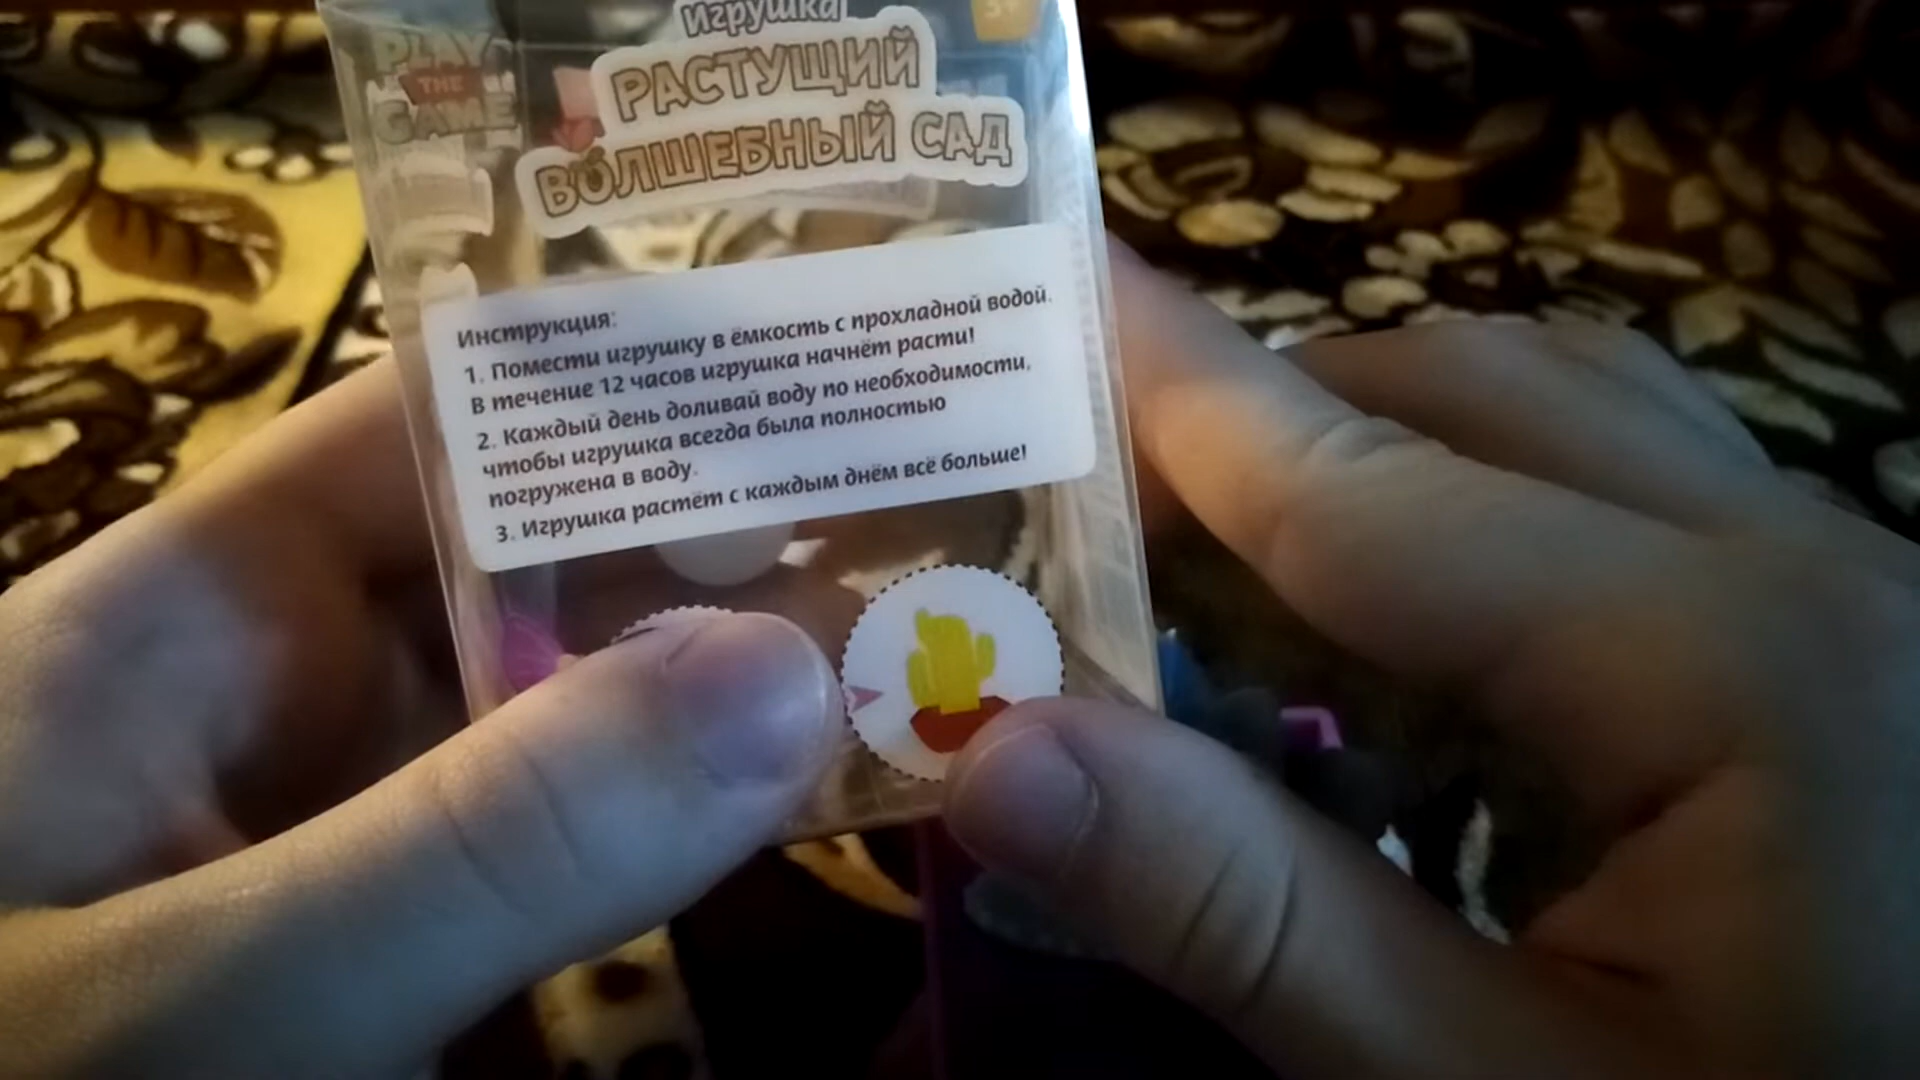 Игрушка
РАСТУЩИЙ
ВОЛШЕБНЫЙ САД
3+
PLAY
THE
GAME
Инструкция:
1. Помести игрушку в ёмкость с прохладной водой.
В течение 12 часов игрушка начнёт расти!
2. Каждый день доливай воду по необходимости,
чтобы игрушка всегда была полностью
погружена в воду.
3. Игрушка растёт с каждым днём всё больше!